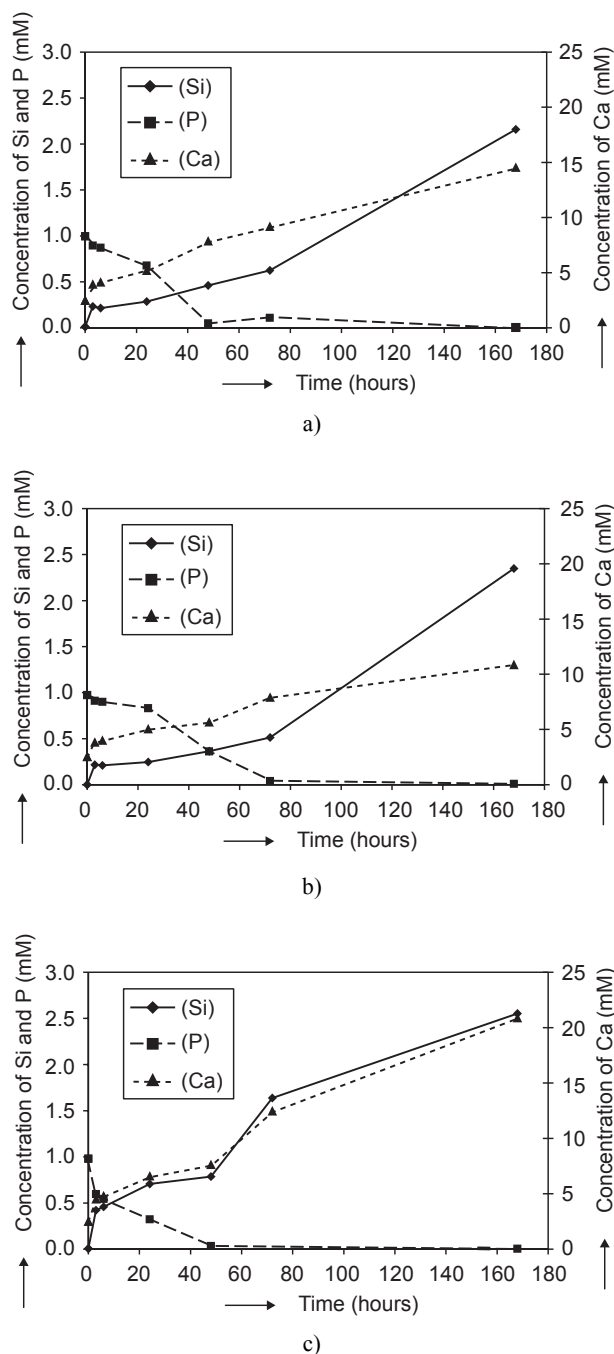 Concentration of Si and P (mM)
3.0
2.5
2.0
1.5
1.0
0.5
0.0
(Si)
(P)
(Ca)
25
20
15
10
5
0
Concentration of Ca (mM)
0 20 40 60 80 100 120 140 160 180
Time (hours)
a)
Concentration of Si and P (mM)
3.0
2.5
2.0
1.5
1.0
0.5
0.0
(Si)
(P)
(Ca)
25
20
15
10
5
0
Concentration of Ca (mM)
0 20 40 60 80 100 120 140 160 180
Time (hours)
b)
Concentration of Si and P (mM)
3.0
2.5
2.0
1.5
1.0
0.5
0.0
(Si)
(P)
(Ca)
25
20
15
10
5
0
Concentration of Ca (mM)
0 20 40 60 80 100 120 140 160 180
Time (hours)
c)